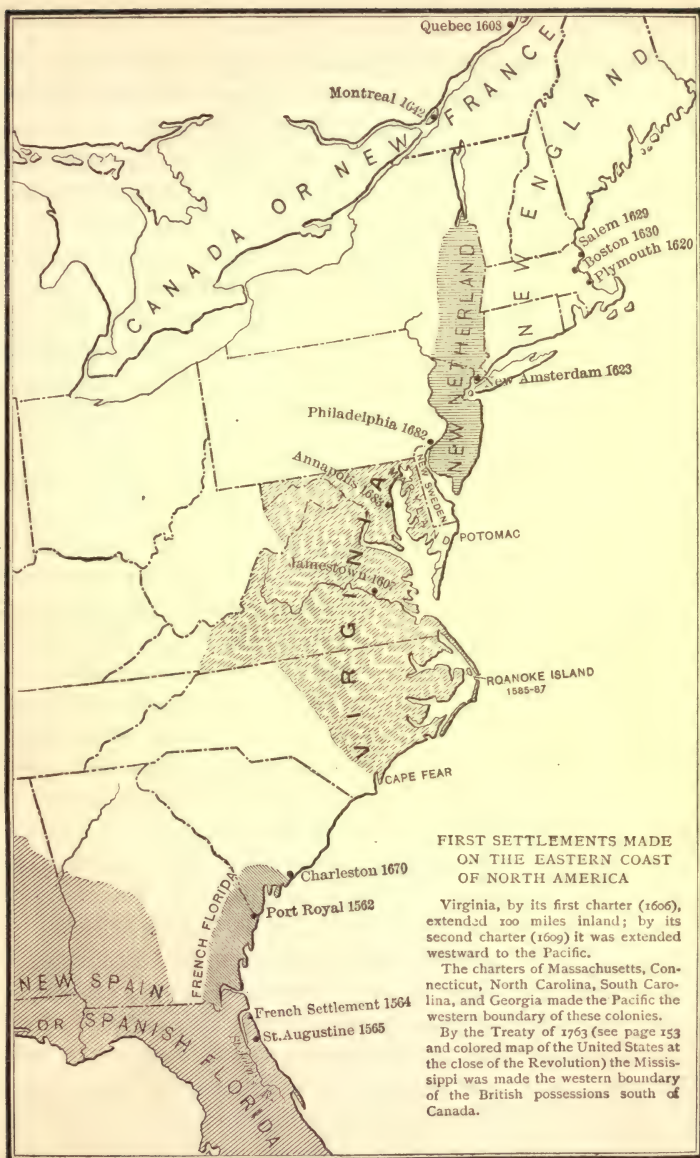 Quebec 1608
Montreal 1642
CANADA OR NEW FRANCE
NEW ENGLAND
Salem 1629
Boston 1630
Plymouth 1620
NEW NETHERLAND
New Amsterdam 1623
Philadelphia 1682
NEW SWEDEN
MARYLAND
Annapolis 1683
POTOMAC
VIRGINIA
Jamestown 1607
ROANOKE ISLAND
1585-87
CAPE FEAR
Charleston 1670
Port Royal 1562
FRENCH FLORIDA
French Settlement 1564
St. Augustine 1565
NEW SPAIN
OR SPANISH FLORIDA
FIRST SETTLEMENTS MADE
ON THE EASTERN COAST
OF NORTH AMERICA
Virginia, by its first charter (1606),
extended 100 miles inland; by its
second charter (1609) it was extended
westward to the Pacific.
The charters of Massachusetts, Con-
necticut, North Carolina, South Caro-
lina, and Georgia made the Pacific the
western boundary of these colonies.
By the Treaty of 1763 (see page 153
and colored map of the United States at
the close of the Revolution) the Missis-
sippi was made the western boundary
of the British possessions south of
Canada.